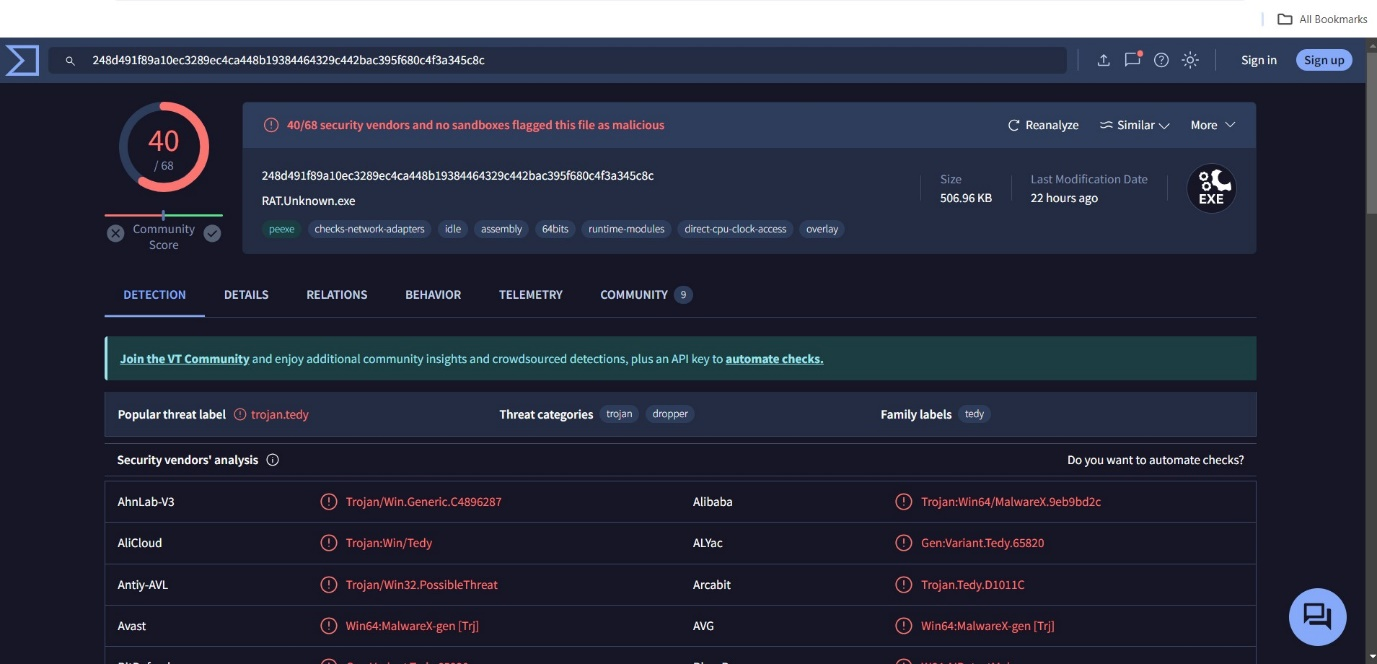 All Bookmarks
248d491f89a10ec3289ec4ca448b19384464329c442bac395f680c4f3a345c8c
Sign in
Sign up
40
/ 68
Community
Score
40/68 security vendors and no sandboxes flagged this file as malicious
Reanalyze
Similar
More
248d491f89a10ec3289ec4ca448b19384464329c442bac395f680c4f3a345c8c
RAT.Unknown.exe
peexe
checks-network-adapters
idle
assembly
64bits
runtime-modules
direct-cpu-clock-access
overlay
Size
506.96 KB
Last Modification Date
22 hours ago
EXE
DETECTION
DETAILS
RELATIONS
BEHAVIOR
TELEMETRY
COMMUNITY 9
Join the VT Community and enjoy additional community insights and crowdsourced detections, plus an API key to automate checks.
Popular threat label trojan.tedy
Threat categories trojan dropper
Family labels tedy
Security vendors' analysis
Do you want to automate checks?
AhnLab-V3 Trojan/Win.Generic.C4896287
Alibaba Trojan:Win64/MalwareX.9eb9bd2c
AliCloud Trojan:Win/Tedy
ALYac Gen:Variant.Tedy.65820
Antiy-AVL Trojan/Win32.PossibleThreat
Arcabit Trojan.Tedy.D1011C
Avast Win64:MalwareX-gen [Trj]
AVG Win64:MalwareX-gen [Trj]